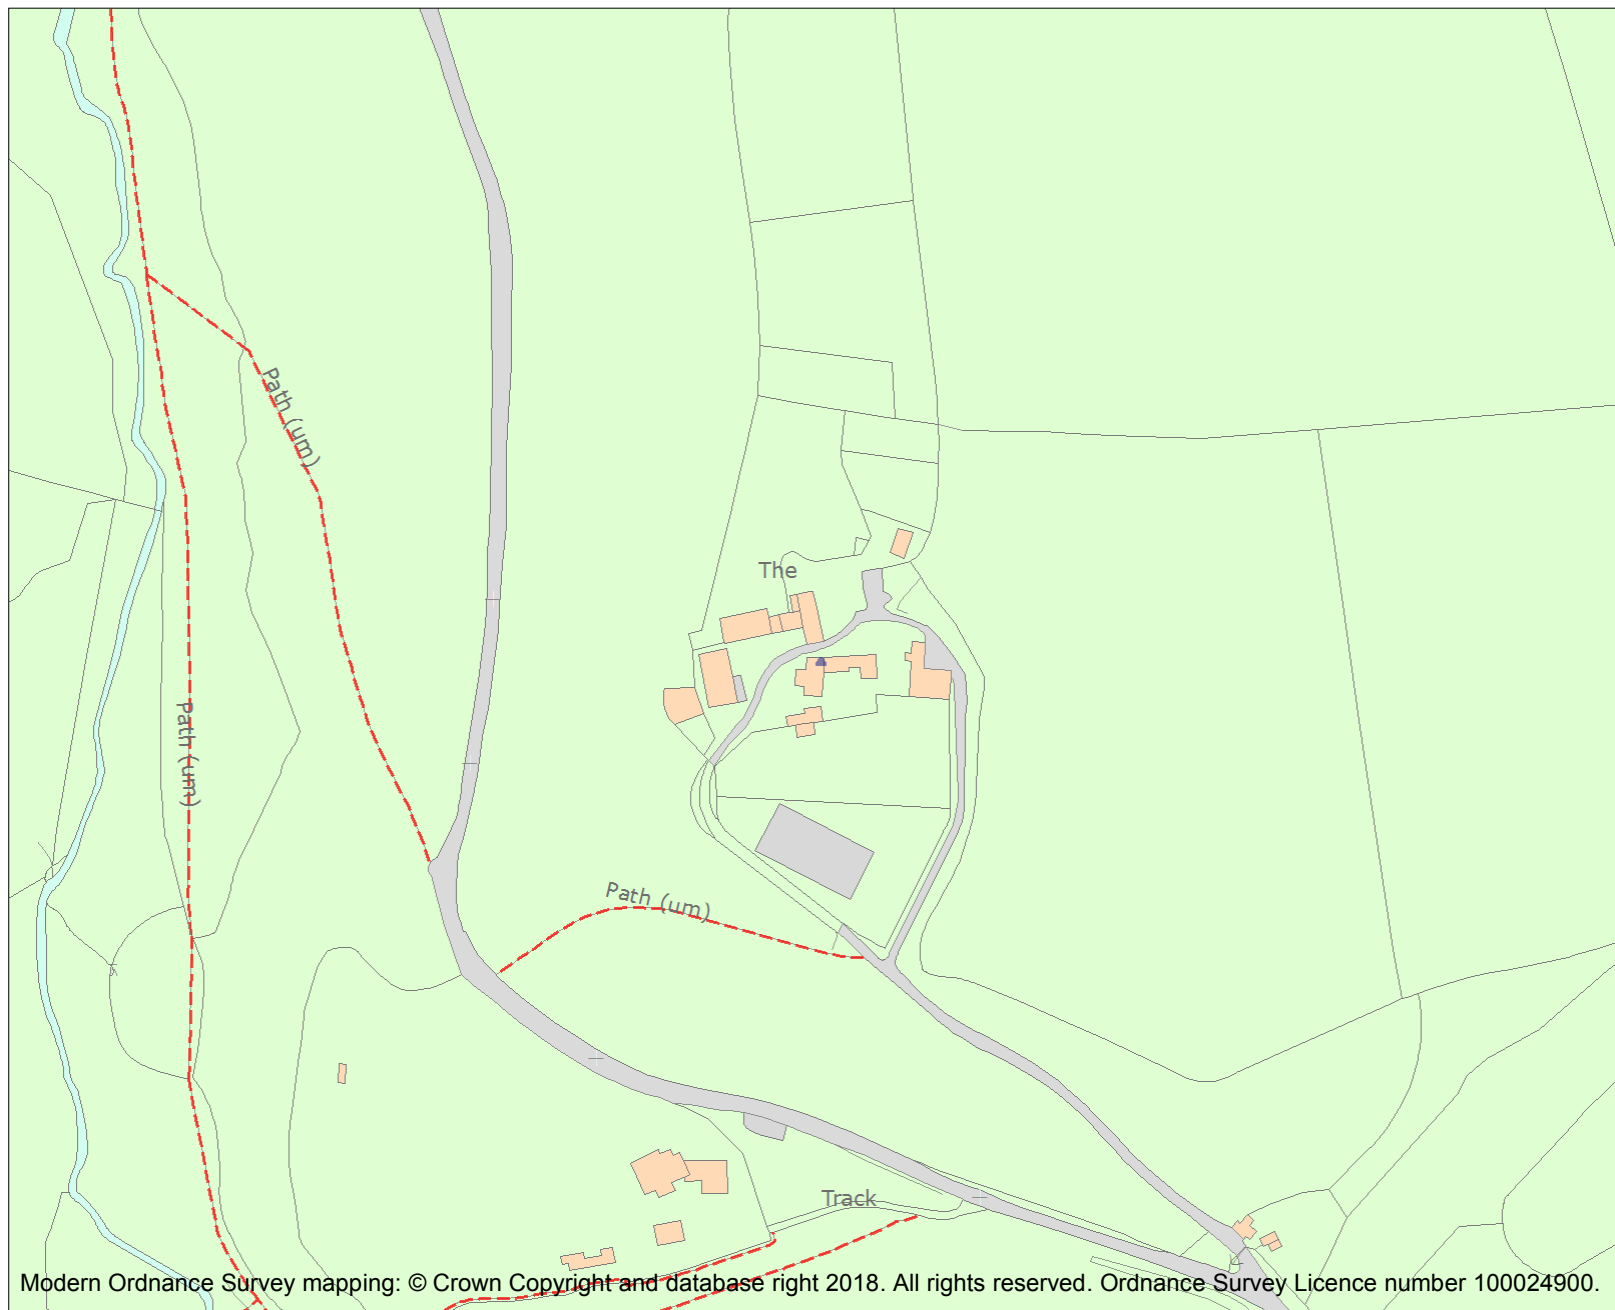 Path (um)
The
Path (um)
Path (um)
Track
Modern Ordnance Survey mapping: © Crown Copyright and database right 2018. All rights reserved. Ordnance Survey Licence number 100024900.